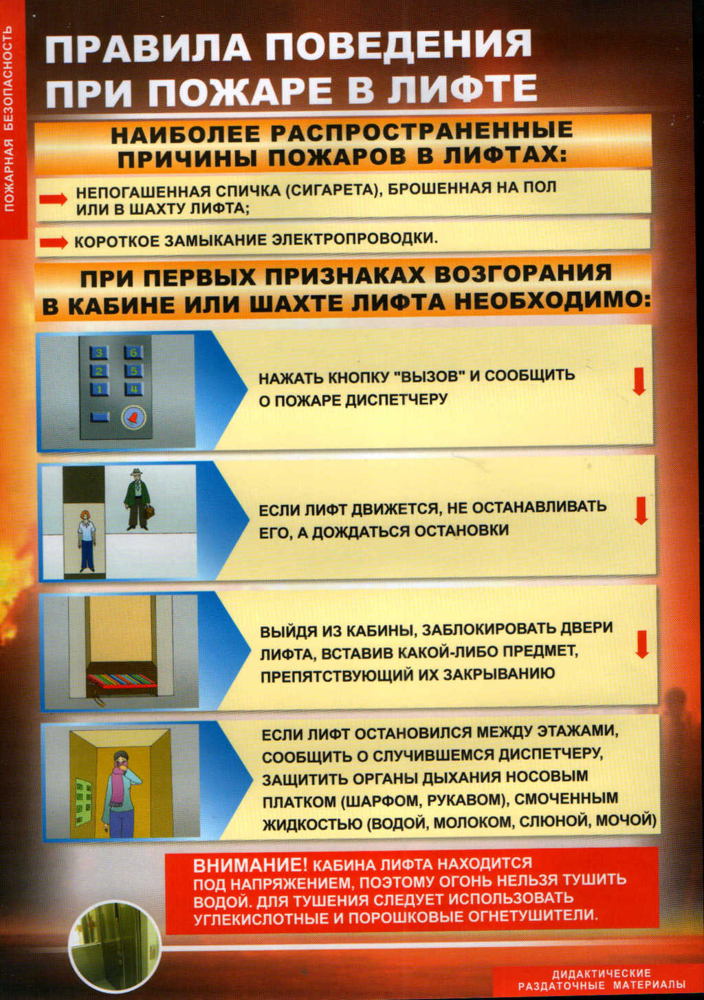 ПОЖАРНАЯ БЕЗОПАСНОСТЬ
ПРАВИЛА ПОВЕДЕНИЯ
ПРИ ПОЖАРЕ В ЛИФТЕ
НАИБОЛЕЕ РАСПРОСТРАНЕННЫЕ
ПРИЧИНЫ ПОЖАРОВ В ЛИФТАХ:
НЕПОГАШЕННАЯ СПИЧКА (СИГАРЕТА), БРОШЕННАЯ НА ПОЛ
ИЛИ В ШАХТУ ЛИФТА;
КОРОТКОЕ ЗАМЫКАНИЕ ЭЛЕКТРОПРОВОДКИ.
ПРИ ПЕРВЫХ ПРИЗНАКАХ ВОЗГОРАНИЯ
В КАБИНЕ ИЛИ ШАХТЕ ЛИФТА НЕОБХОДИМО:
3 6
2 5
1 4
НАЖАТЬ КНОПКУ "ВЫЗОВ" И СООБЩИТЬ
О ПОЖАРЕ ДИСПЕТЧЕРУ
ЕСЛИ ЛИФТ ДВИЖЕТСЯ, НЕ ОСТАНАВЛИВАТЬ
ЕГО, А ДОЖДАТЬСЯ ОСТАНОВКИ
ВЫЙДЯ ИЗ КАБИНЫ, ЗАБЛОКИРОВАТЬ ДВЕРИ
ЛИФТА, ВСТАВИВ КАКОЙ-ЛИБО ПРЕДМЕТ,
ПРЕПЯТСТВУЮЩИЙ ИХ ЗАКРЫВАНИЮ
ЕСЛИ ЛИФТ ОСТАНОВИЛСЯ МЕЖДУ ЭТАЖАМИ,
СООБЩИТЬ О СЛУЧИВШЕМСЯ ДИСПЕТЧЕРУ,
ЗАЩИТИТЬ ОРГАНЫ ДЫХАНИЯ НОСОВЫМ
ПЛАТКОМ (ШАРФОМ, РУКАВОМ), СМОЧЕННЫМ
ЖИДКОСТЬЮ (ВОДОЙ, МОЛОКОМ, СЛЮНОЙ, МОЧОЙ)
ВНИМАНИЕ! КАБИНА ЛИФТА НАХОДИТСЯ
ПОД НАПРЯЖЕНИЕМ, ПОЭТОМУ ОГОНЬ НЕЛЬЗЯ ТУШИТЬ
ВОДОЙ. ДЛЯ ТУШЕНИЯ СЛЕДУЕТ ИСПОЛЬЗОВАТЬ
УГЛЕКИСЛОТНЫЕ И ПОРОШКОВЫЕ ОГНЕТУШИТЕЛИ.
ДИДАКТИЧЕСКИЕ
РАЗДАТОЧНЫЕ МАТЕРИАЛЫ